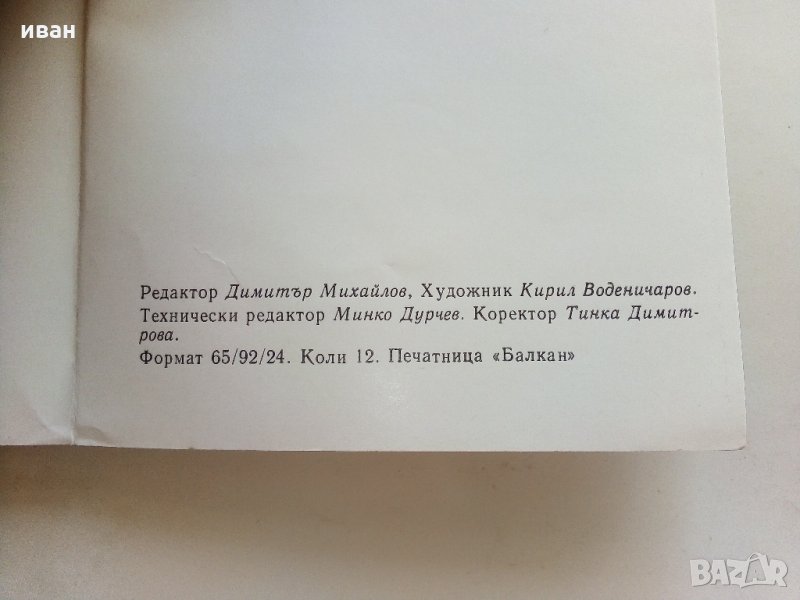 иван
Редактор Димитър Михайлов, Художник Кирил Воденичаров.
Технически редактор Минко Дурчев. Коректор Тинка Димит-
рова.
Формат 65/92/24. Коли 12. Печатница «Балкан»
BAZAR